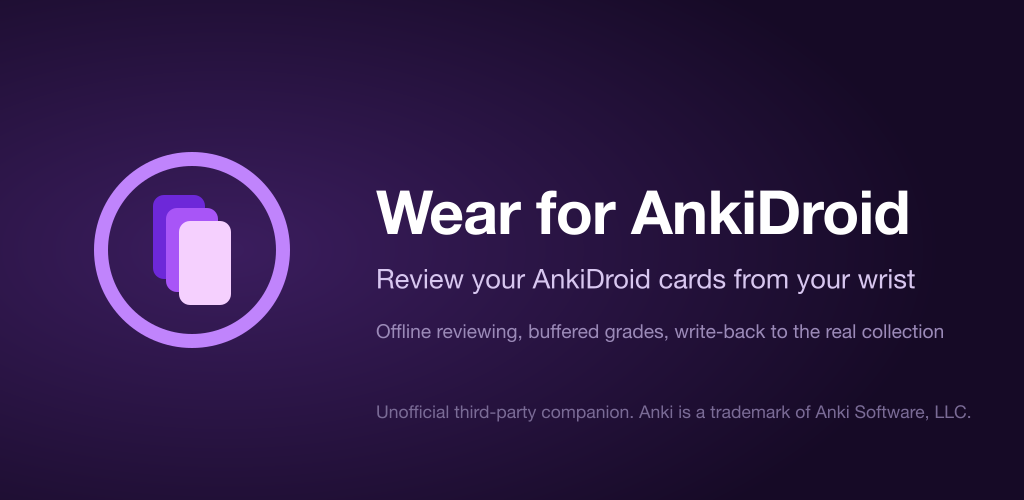 Wear for AnkiDroid
Review your AnkiDroid cards from your wrist
Offline reviewing, buffered grades, write-back to the real collection
Unofficial third-party companion. Anki is a trademark of Anki Software, LLC.